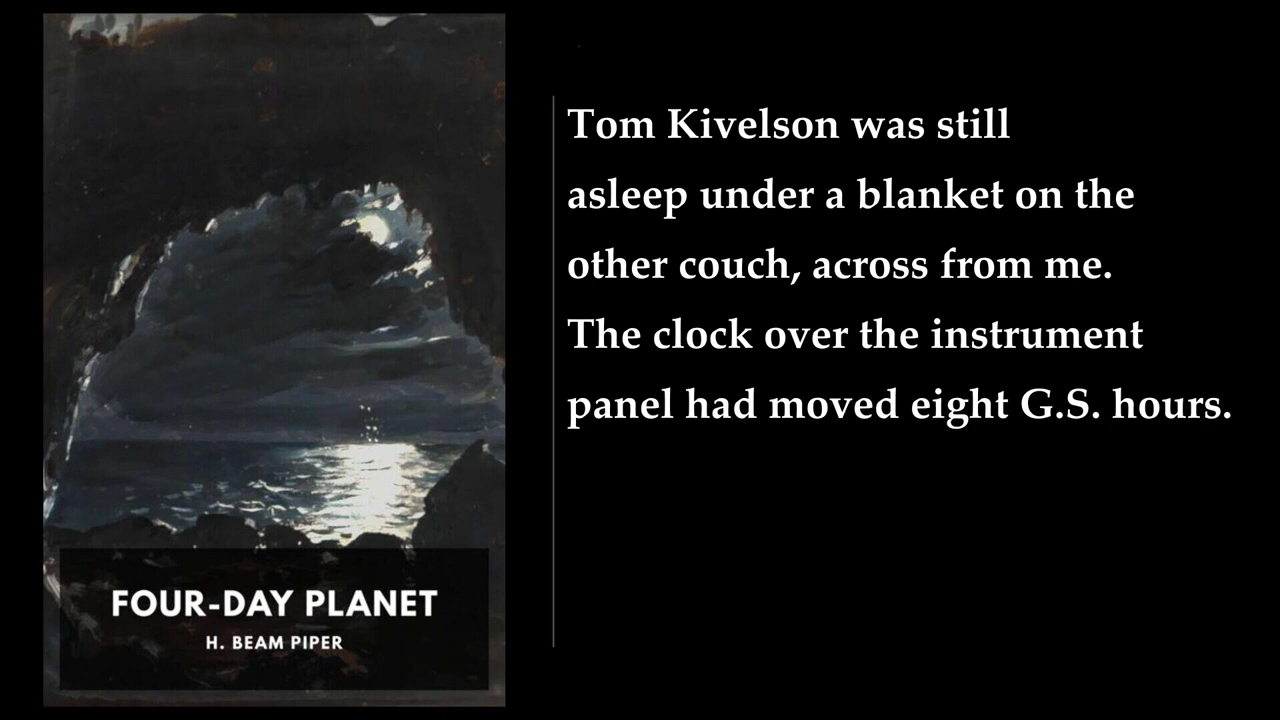 FOUR-DAY PLANET
H. BEAM PIPER
Tom Kivelson was still
asleep under a blanket on the
other couch, across from me.
The clock over the instrument
panel had moved eight G.S. hours.